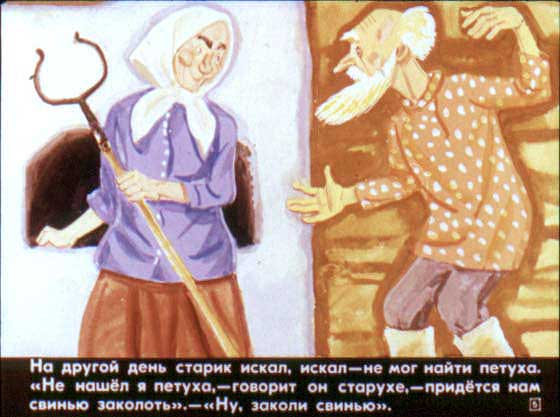 На другой день старик искал, искал—не мог найти петуха.
«Не нашёл я петуха,—говорит он старухе,—придётся нам
свинью заколоть».—«Ну, заколи свинью».
6